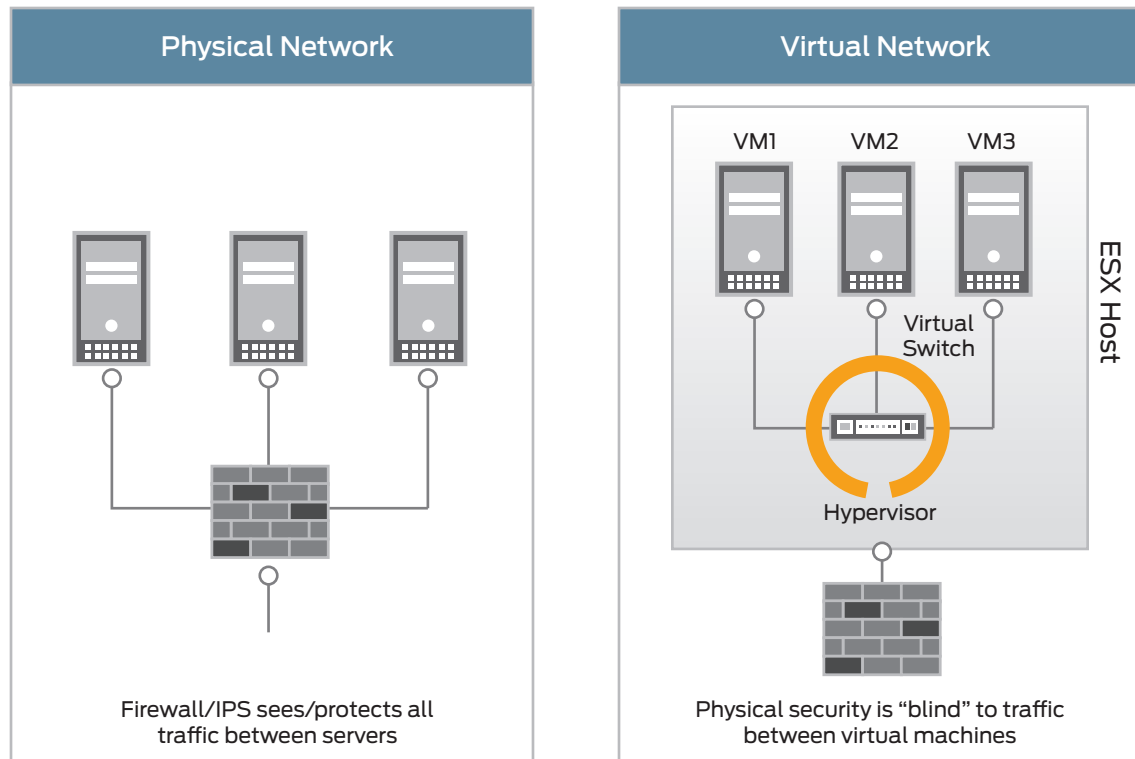 Physical Network
Firewall/IPS sees/protects all
traffic between servers
Virtual Network
VM1
VM2
VM3
ESX Host
Virtual
Switch
Hypervisor
Physical security is “blind” to traffic
between virtual machines